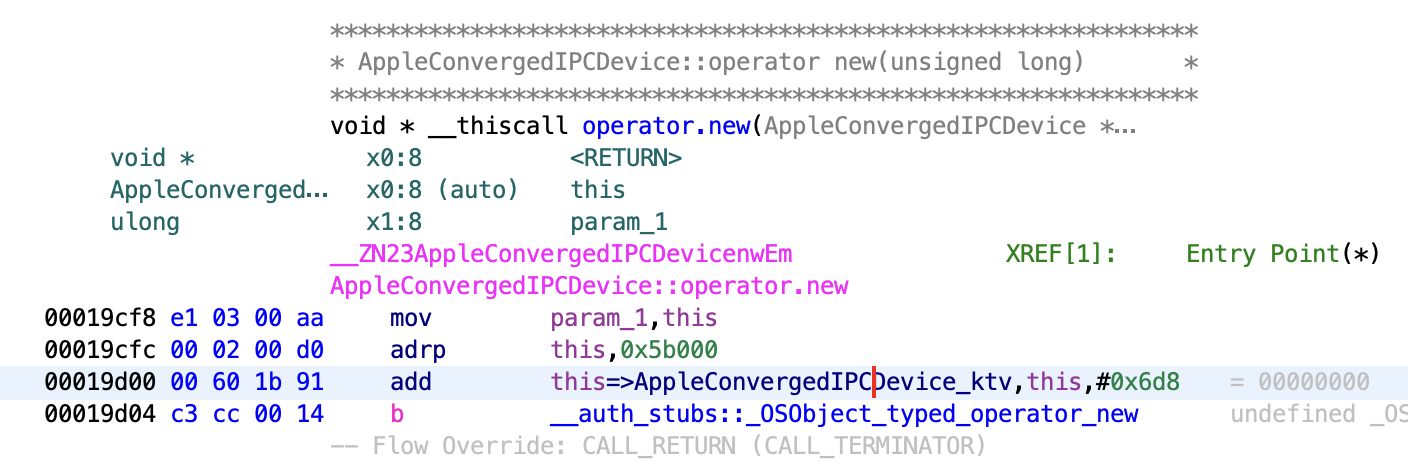 **************************************************************
* AppleConvergedIPCDevice::operator new(unsigned long) *
**************************************************************
void * __thiscall operator.new(AppleConvergedIPCDevice *...
void * x0:8 <RETURN>
AppleConverged... x0:8 (auto) this
ulong x1:8 param_1
__ZN23AppleConvergedIPCDevicenwEm XREF[1]: Entry Point(*)
AppleConvergedIPCDevice::operator.new
00019cf8 e1 03 00 aa mov param_1,this
00019cfc 00 02 00 d0 adrp this,0x5b000
00019d00 00 60 1b 91 add this=>AppleConvergedIPCDevice_ktv,this,#0x6d8 = 00000000
00019d04 c3 cc 00 14 b __auth_stubs::_OSObject_typed_operator_new undefined _OS
-- Flow Override: CALL_RETURN (CALL_TERMINATOR)